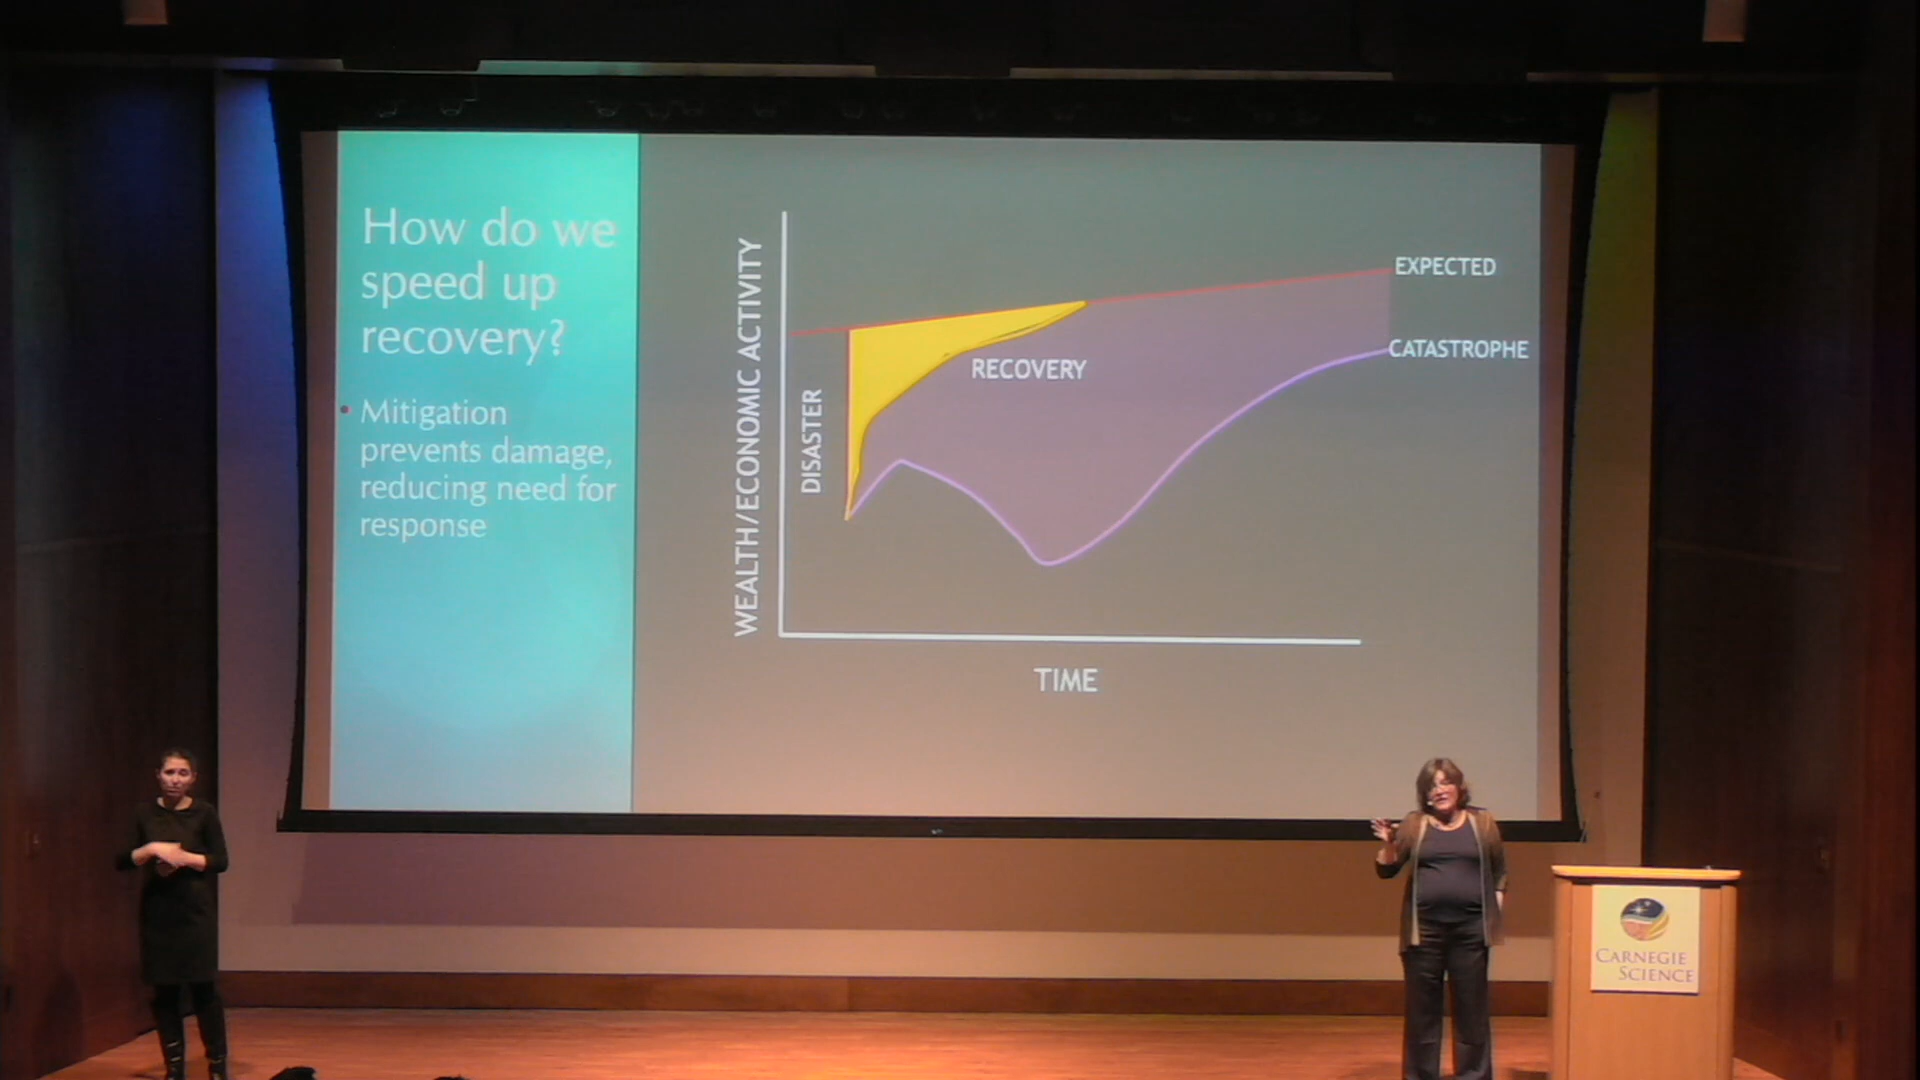 How do we
speed up
recovery?
• Mitigation
prevents damage,
reducing need for
response
WEALTH/ECONOMIC ACTIVITY
DISASTER
RECOVERY
EXPECTED
CATASTROPHE
TIME
CARNEGIE
SCIENCE